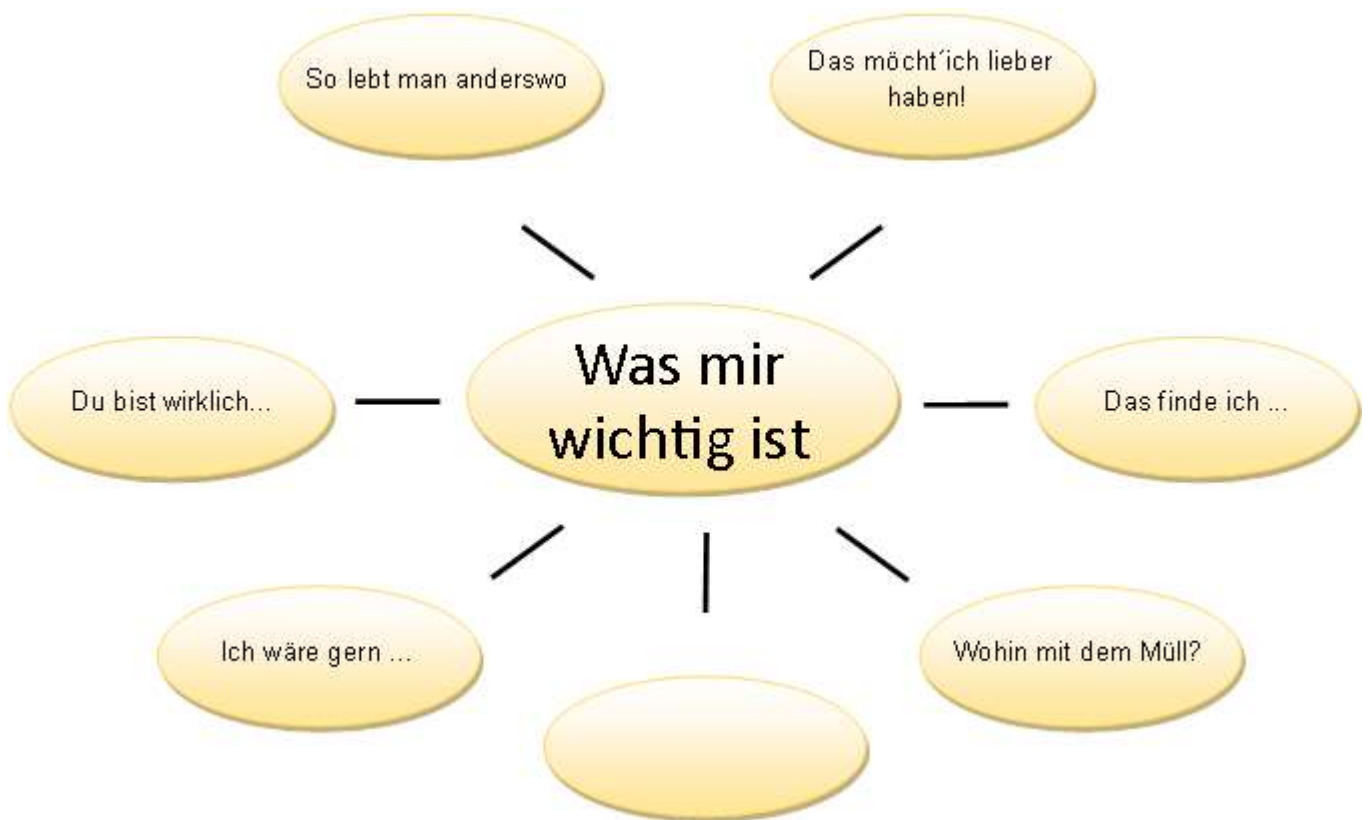 So lebt man anderswo
Das möcht´ich lieber
haben!
Was mir
wichtig ist
Du bist wirklich...
Das finde ich ...
Ich wäre gern ...
Wohin mit dem Müll?